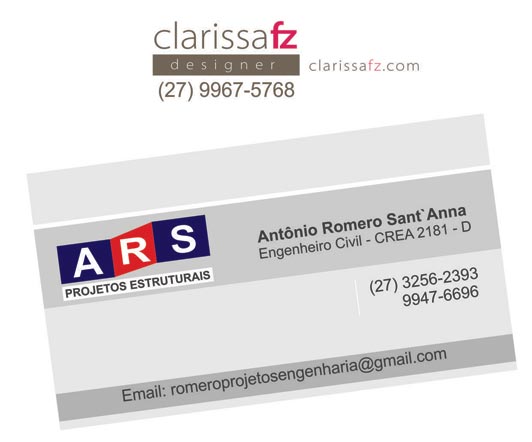 clarissafz
designer clarissafz.com
(27) 9967-5768
ARS
PROJETOS ESTRUTURAIS
Antônio Romero Sant`Anna
Engenheiro Civil - CREA 2181 - D
(27) 3256-2393
9947-6696
Email: romeroprojetosengenharia@gmail.com